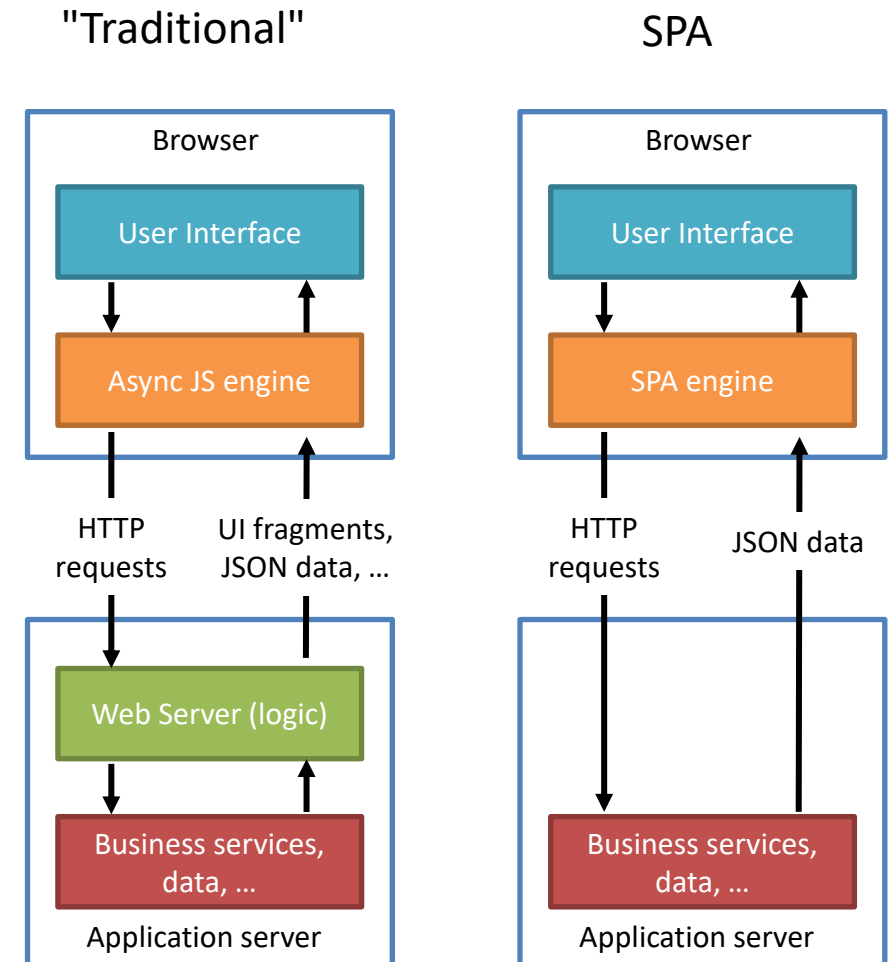 "Traditional"
Browser
User Interface
Async JS engine
HTTP
requests
UI fragments,
JSON data, …
Web Server (logic)
Business services,
data, …
Application server
SPA
Browser
User Interface
SPA engine
HTTP
requests
JSON data
Business services,
data, …
Application server